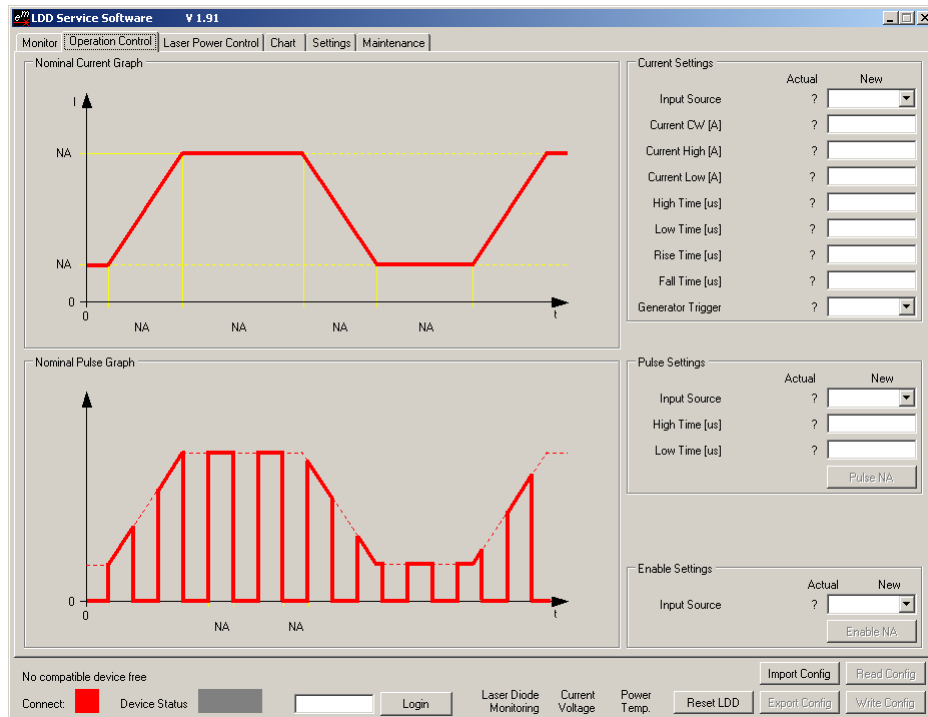 em LDD Service Software V 1.91
Monitor Operation Control Laser Power Control Chart Settings Maintenance
Nominal Current Graph
I
NA
NA
0
0
t
NA NA NA NA
Nominal Pulse Graph
0
0
t
NA NA
Current Settings
Actual New
Input Source ?
Current CW [A] ?
Current High [A] ?
Current Low [A] ?
High Time [us] ?
Low Time [us] ?
Rise Time [us] ?
Fall Time [us] ?
Generator Trigger ?
Pulse Settings
Actual New
Input Source ?
High Time [us] ?
Low Time [us] ?
Pulse NA
Enable Settings
Actual New
Input Source ?
Enable NA
No compatible device free
Connect: Device Status Login
Laser Diode Monitoring
Current Voltage
Power Temp.
Reset LDD
Import Config Read Config
Export Config Write Config